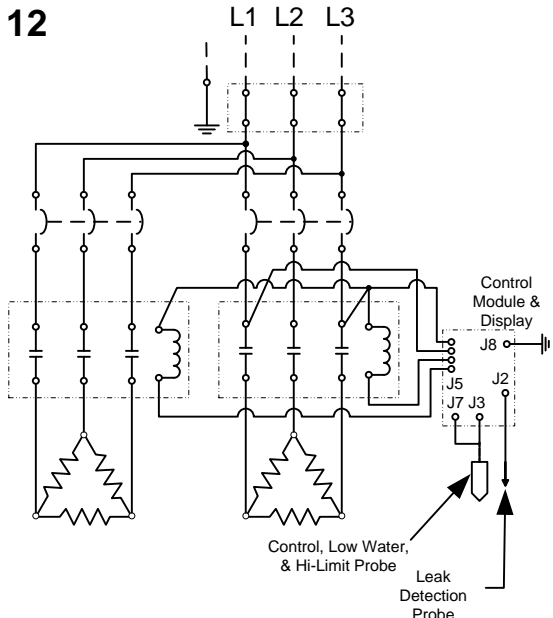 12
L1 L2 L3
Control
Module &
Display
J8
J5
J2
J7 J3
Control, Low Water,
& Hi-Limit Probe
Leak
Detection
Probe